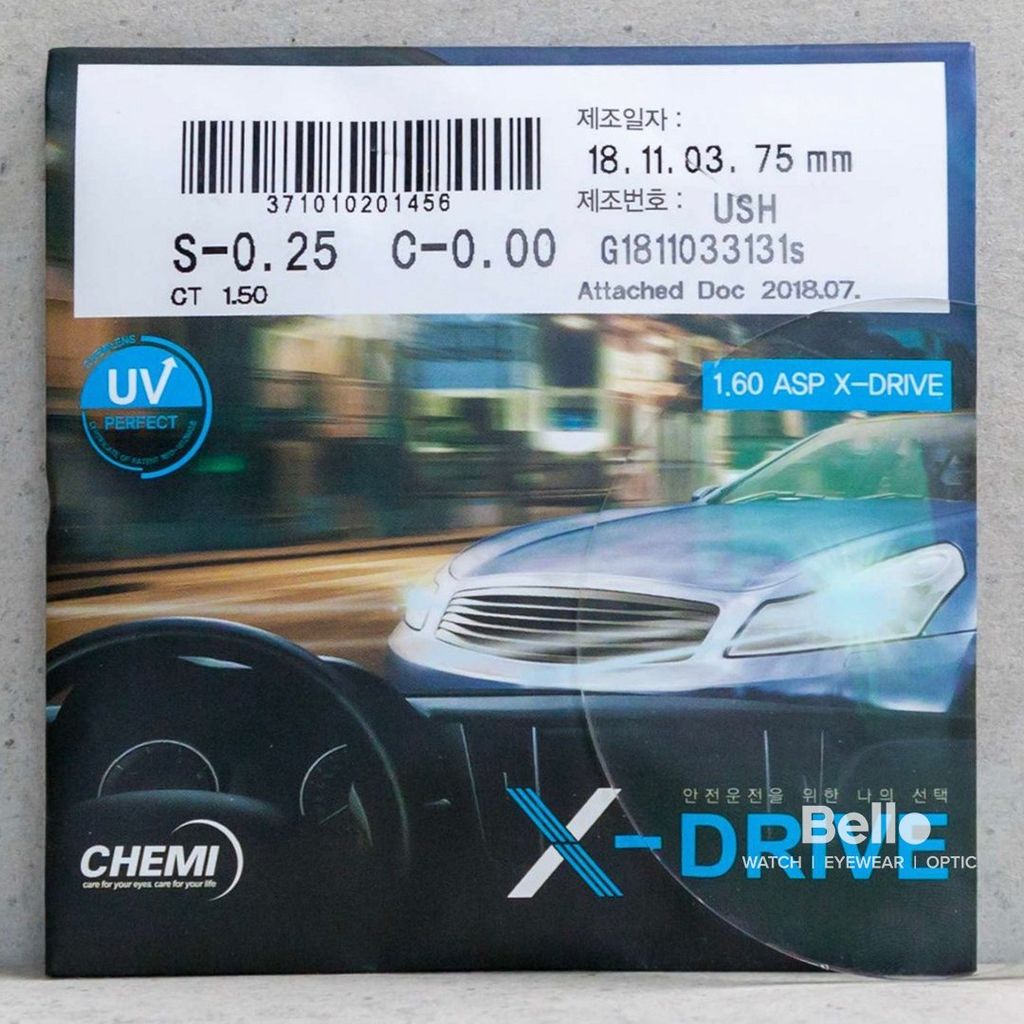 제조일자 :
18.11.03. 75 mm
371010201456
제조번호 : USH
S-0.25 C-0.00
G1811033131s
CT 1.50
Attached Doc 2018.07.
UV
PERFECT
1.60 ASP X-DRIVE
안전운전을 위한 나의 선택
X-DRIVE
Bello
WATCH | EYEWEAR | OPTIC
CHEMI
care for your eyes. care for your life